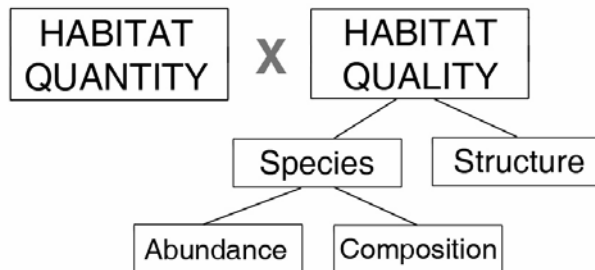 HABITAT
QUANTITY
X
HABITAT
QUALITY
Species
Structure
Abundance
Composition